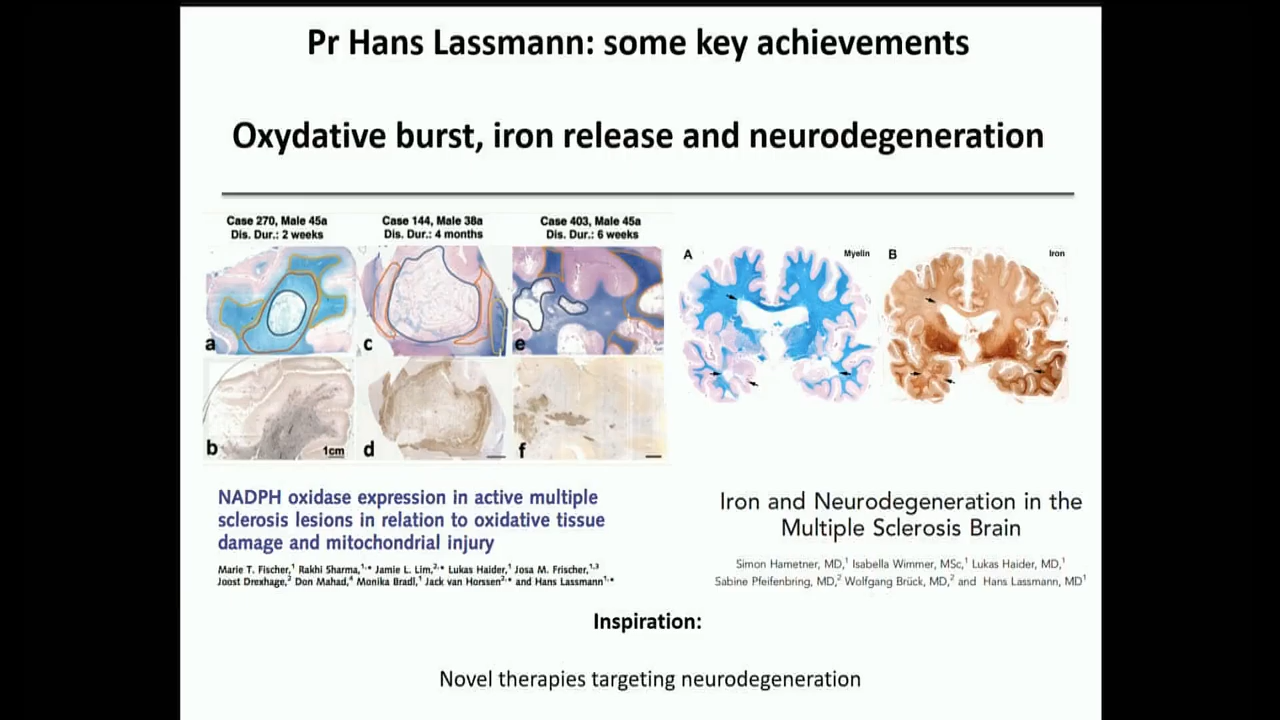 Pr Hans Lassmann: some key achievements
Oxydative burst, iron release and neurodegeneration
Case 270, Male 45a
Dis. Dur.: 2 weeks
Case 144, Male 38a
Dis. Dur.: 4 months
Case 403, Male 45a
Dis. Dur.: 6 weeks
a
c
e
b
1cm
d
f
A
Myelin
B
Iron
NADPH oxidase expression in active multiple
sclerosis lesions in relation to oxidative tissue
damage and mitochondrial injury
Marie T. Fischer,¹ Rakhi Sharma,¹,* Jamie L. Lim,²,* Lukas Haider,¹ Josa M. Frischer,¹,³
Joost Drexhage,² Don Mahad,⁴ Monika Bradl,¹ Jack van Horssen²,* and Hans Lassmann¹,*
Iron and Neurodegeneration in the
Multiple Sclerosis Brain
Simon Hametner, MD,¹ Isabella Wimmer, MSc,¹ Lukas Haider, MD,¹
Sabine Pfeifenbring, MD,² Wolfgang Brück, MD,² and Hans Lassmann, MD¹
Inspiration:
Novel therapies targeting neurodegeneration